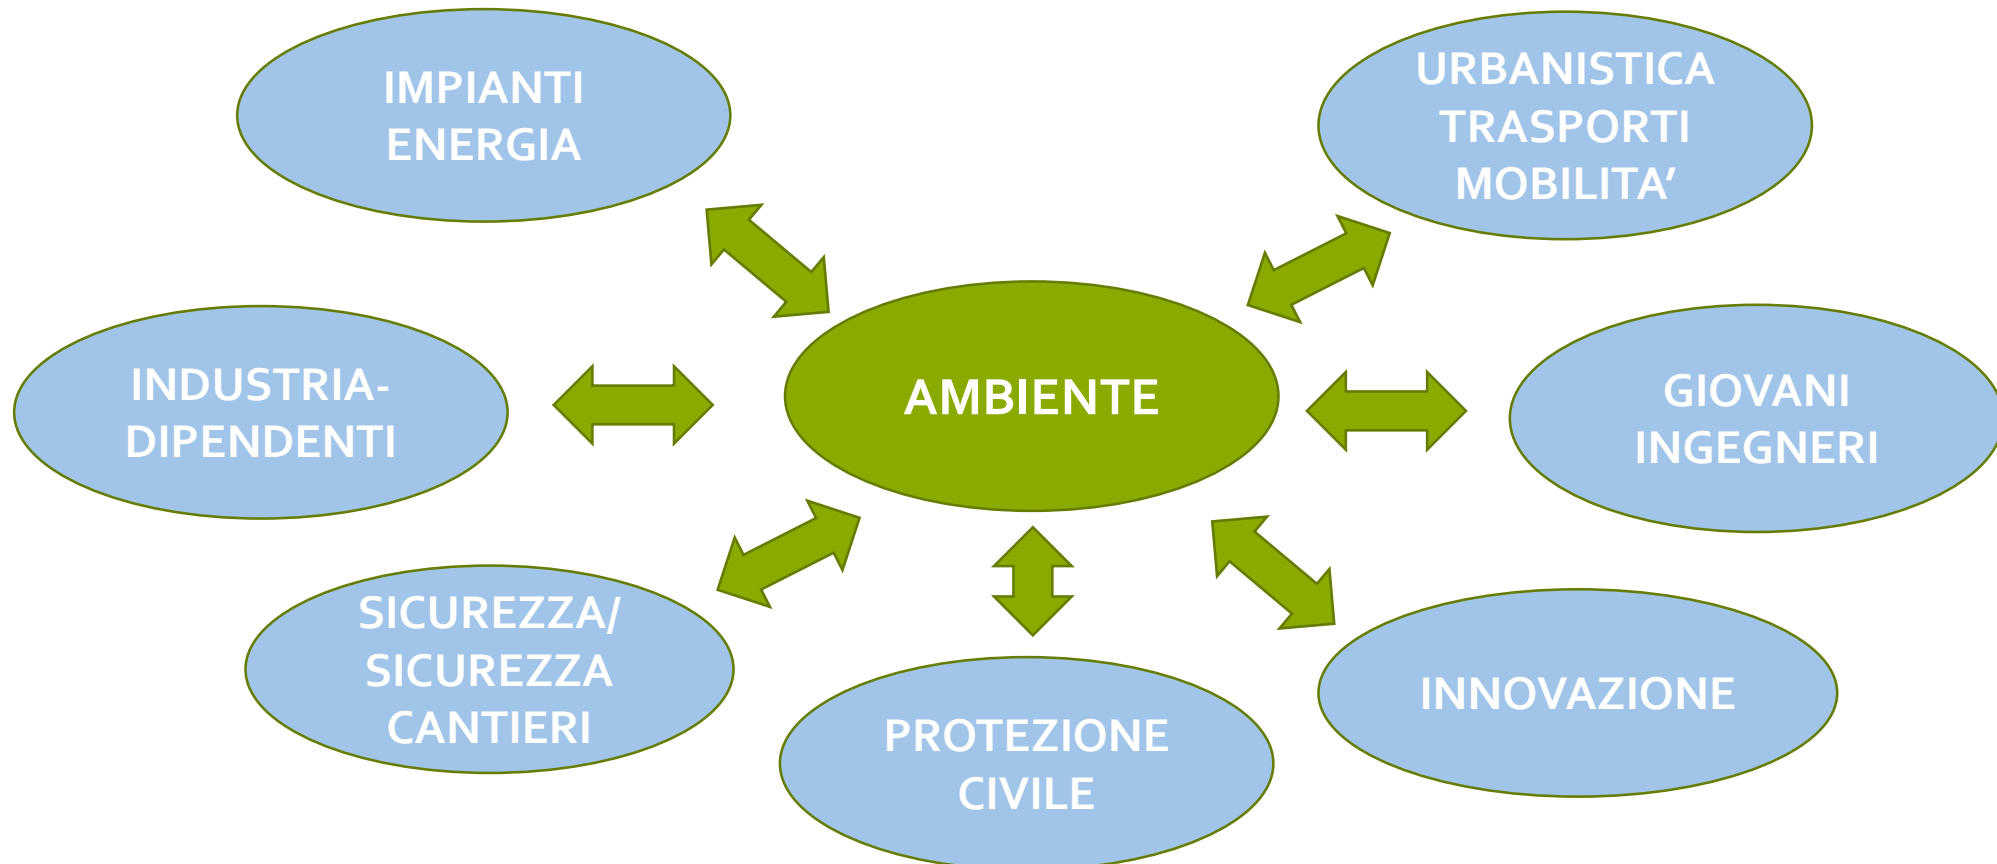 IMPIANTI
ENERGIA
URBANISTICA
TRASPORTI
MOBILITA’
INDUSTRIA-
DIPENDENTI
AMBIENTE
GIOVANI
INGEGNERI
SICUREZZA/
SICUREZZA
CANTIERI
PROTEZIONE
CIVILE
INNOVAZIONE